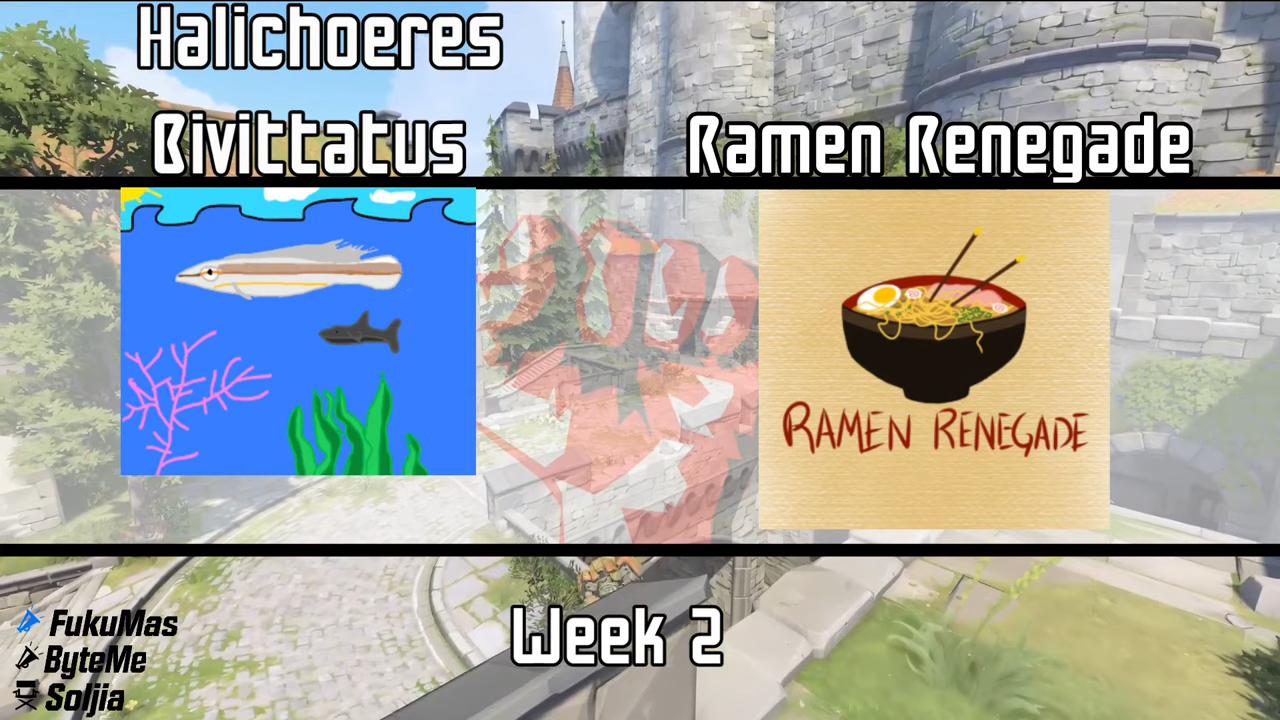 Halichoeres
Bivittatus
Ramen Renegade
RAMEN RENEGADE
Week 2
FukuMas
ByteMe
Soljia